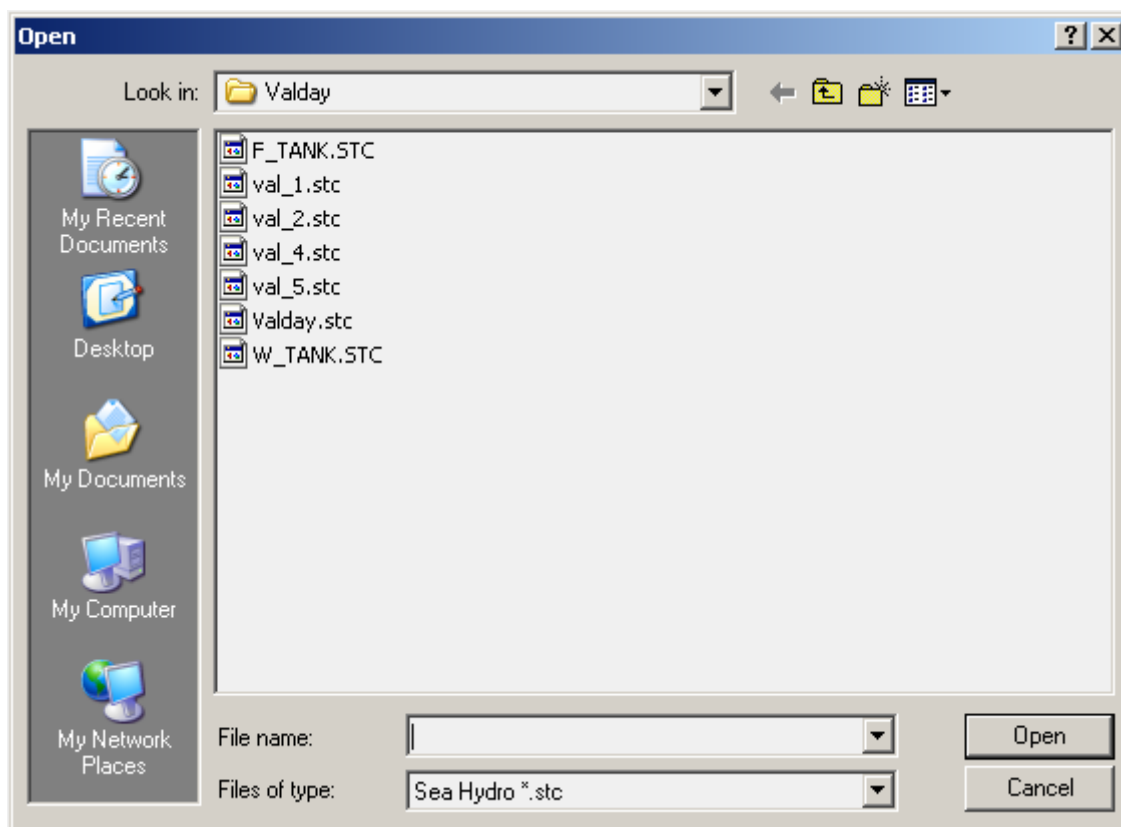 Open
Look in:
Valday
My Recent
Documents
Desktop
My Documents
My Computer
My Network
Places
F_TANK.STC
val_1.stc
val_2.stc
val_4.stc
val_5.stc
Valday.stc
W_TANK.STC
File name:
Open
Files of type:
Sea Hydro *.stc
Cancel